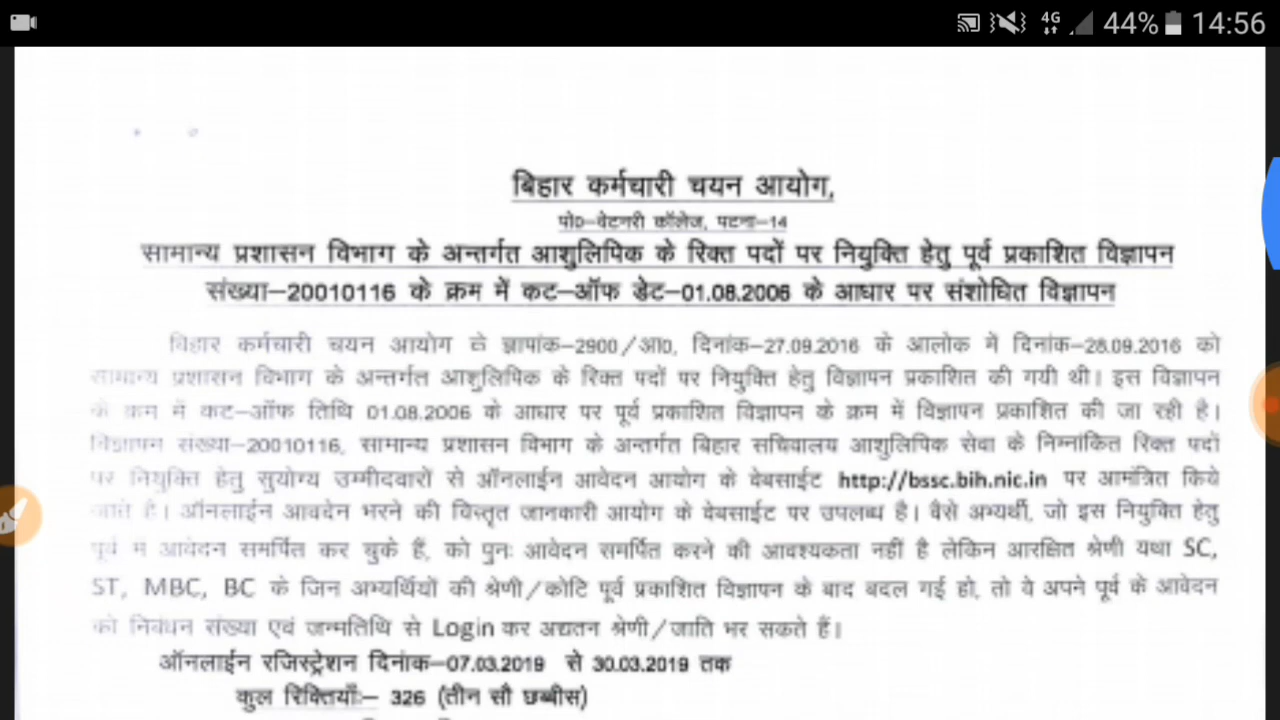 4G 44% 14:56
बिहार कर्मचारी चयन आयोग,
पो0-वेटनरी कॉलेज, पटना-14
सामान्य प्रशासन विभाग के अन्तर्गत आशुलिपिक के रिक्त पदों पर नियुक्ति हेतु पूर्व प्रकाशित विज्ञापन
संख्या-20010116 के क्रम में कट-ऑफ डेट-01.08.2006 के आधार पर संशोधित विज्ञापन
बिहार कर्मचारी चयन आयोग के ज्ञापांक-2900/आ0, दिनांक-27.09.2016 के आलोक में दिनांक-28.09.2016 को
सामान्य प्रशासन विभाग के अन्तर्गत आशुलिपिक के रिक्त पदों पर नियुक्ति हेतु विज्ञापन प्रकाशित की गयी थी। इस विज्ञापन
के क्रम में कट-ऑफ तिथि 01.08.2006 के आधार पर पूर्व प्रकाशित विज्ञापन के क्रम में विज्ञापन प्रकाशित की जा रही है।
विज्ञापन संख्या-20010116, सामान्य प्रशासन विभाग के अन्तर्गत बिहार सचिवालय आशुलिपिक सेवा के निम्नांकित रिक्त पदों
पर नियुक्ति हेतु सुयोग्य उम्मीदवारों से ऑनलाईन आवेदन आयोग के वेबसाईट http://bssc.bih.nic.in पर आमंत्रित किये
जाते है। ऑनलाईन आवदेन भरने की विस्तृत जानकारी आयोग के वेबसाईट पर उपलब्ध है। वैसे अभ्यर्थी, जो इस नियुक्ति हेतु
पूर्व में आवेदन समर्पित कर चुके हैं, को पुनः आवेदन समर्पित करने की आवश्यकता नहीं है लेकिन आरक्षित श्रेणी यथा SC,
ST, MBC, BC के जिन अभ्यर्थियों की श्रेणी/कोटि पूर्व प्रकाशित विज्ञापन के बाद बदल गई हो, तो वे अपने पूर्व के आवेदन
को निबंधन संख्या एवं जन्मतिथि से Login कर अद्यतन श्रेणी/जाति भर सकते हैं।
ऑनलाईन रजिस्ट्रेशन दिनांक-07.03.2019 से 30.03.2019 तक
कुल रिक्तियाँ:- 326 (तीन सौ छब्बीस)